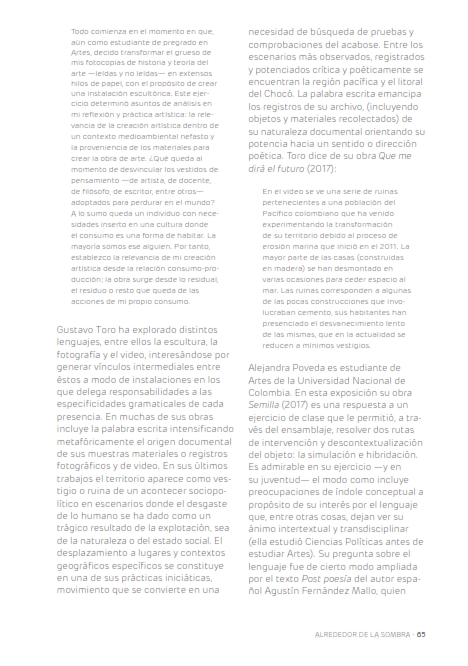 Todo comienza en el momento en que,
aún como estudiante de pregrado en
Artes, decido transformar el grueso de
mis fotocopias de historia y teoría del
arte —leídas y no leídas— en extensos
hilos de papel, con el propósito de crear
una instalación escultórica. Este ejer-
cicio determinó asuntos de análisis en
mi reflexión y práctica artística: la rele-
vancia de la creación artística dentro de
un contexto medioambiental nefasto y
la proveniencia de los materiales para
crear la obra de arte. ¿Qué queda al
momento de desvincular los vestidos de
pensamiento —de artista, de docente,
de filósofo, de escritor, entre otros—
adoptados para perdurar en el mundo?
A lo sumo queda un individuo con nece-
sidades inserto en una cultura donde
el consumo es una forma de habitar. La
mayoría somos ese alguien. Por tanto,
establezco la relevancia de mi creación
artística desde la relación consumo-pro-
ducción; la obra surge desde lo residual,
el residuo o resto que queda de las
acciones de mi propio consumo.
Gustavo Toro ha explorado distintos
lenguajes, entre ellos la escultura, la
fotografía y el video, interesándose por
generar vínculos intermediales entre
éstos a modo de instalaciones en los
que delega responsabilidades a las
especificidades gramaticales de cada
presencia. En muchas de sus obras
incluye la palabra escrita intensificando
metafóricamente el origen documental
de sus muestras materiales o registros
fotográficos y de video. En sus últimos
trabajos el territorio aparece como ves-
tigio o ruina de un acontecer sociopo-
lítico en escenarios donde el desgaste
de lo humano se ha dado como un
trágico resultado de la explotación, sea
de la naturaleza o del estado social. El
desplazamiento a lugares y contextos
geográficos específicos se constituye
en una de sus prácticas iniciáticas,
movimiento que se convierte en una
necesidad de búsqueda de pruebas y
comprobaciones del acabose. Entre los
escenarios más observados, registrados
y potenciados crítica y poéticamente se
encuentran la región pacífica y el litoral
del Chocó. La palabra escrita emancipa
los registros de su archivo, (incluyendo
objetos y materiales recolectados) de
su naturaleza documental orientando su
potencia hacia un sentido o dirección
poética. Toro dice de su obra Que me
dirá el futuro (2017):
En el video se ve una serie de ruinas
pertenecientes a una población del
Pacífico colombiano que ha venido
experimentando la transformación
de su territorio debido al proceso de
erosión marina que inició en el 2011. La
mayor parte de las casas (construidas
en madera) se han desmontado en
varias ocasiones para ceder espacio al
mar. Las ruinas corresponden a algunas
de las pocas construcciones que invo-
lucraban cemento, sus habitantes han
presenciado el desvanecimiento lento
de las mismas, que en la actualidad se
reducen a mínimos vestigios.
Alejandra Poveda es estudiante de
Artes de la Universidad Nacional de
Colombia. En esta exposición su obra
Semilla (2017) es una respuesta a un
ejercicio de clase que le permitió, a tra-
vés del ensamblaje, resolver dos rutas
de intervención y descontextualización
del objeto: la simulación e hibridación.
Es admirable en su ejercicio —y en
su juventud— el modo como incluye
preocupaciones de índole conceptual a
propósito de su interés por el lenguaje
que, entre otras cosas, dejan ver su
ánimo intertextual y transdisciplinar
(ella estudió Ciencias Políticas antes de
estudiar Artes). Su pregunta sobre el
lenguaje fue de cierto modo ampliada
por el texto Post poesía del autor espa-
ñol Agustín Fernández Mallo, quien
ALREDEDOR DE LA SOMBRA · 65